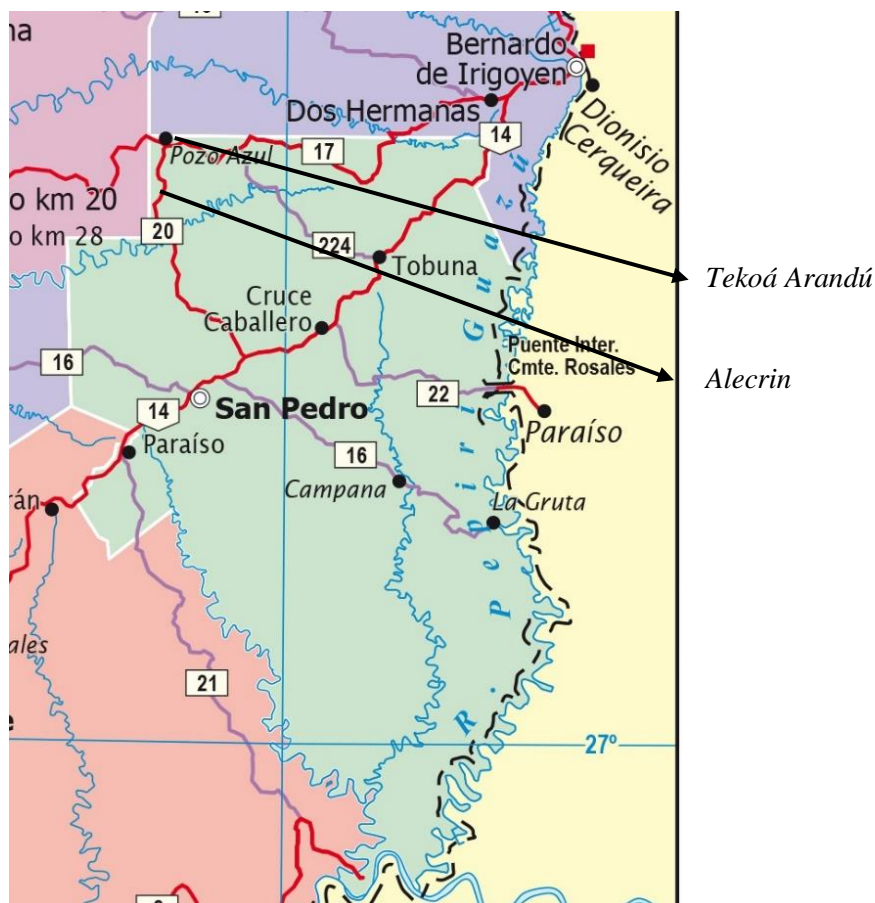 na
Bernardo
de Irigoyen
Dos Hermanas
14
Dionisio
Cerqueira
Pozo Azul
17
o km 20
o km 28
20
224
Tobuna
Tekoá Arandú
Cruce
Caballero
Puente Inter.
Cmte. Rosales
Alecrin
16
22
14
San Pedro
Paraíso
Paraíso
16
Campana
La Gruta
rán
R. Pepirí Guazú
ales
21
e
27º